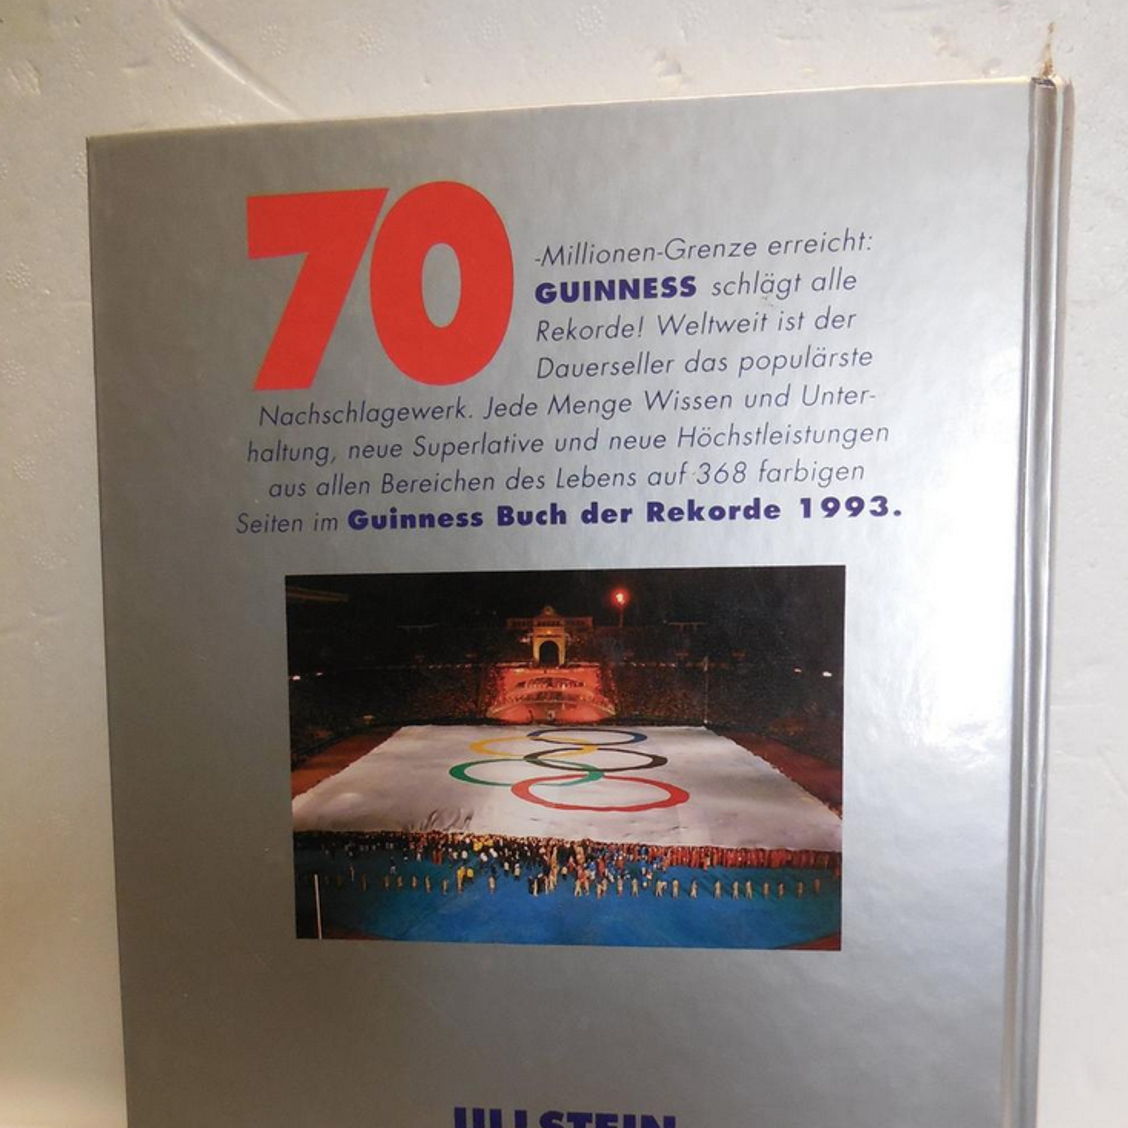 70
-Millionen-Grenze erreicht:
GUINNESS schlägt alle
Rekorde! Weltweit ist der
Dauerseller das populärste
Nachschlagewerk. Jede Menge Wissen und Unter-
haltung, neue Superlative und neue Höchstleistungen
aus allen Bereichen des Lebens auf 368 farbigen
Seiten im Guinness Buch der Rekorde 1993.
ULLSTEIN